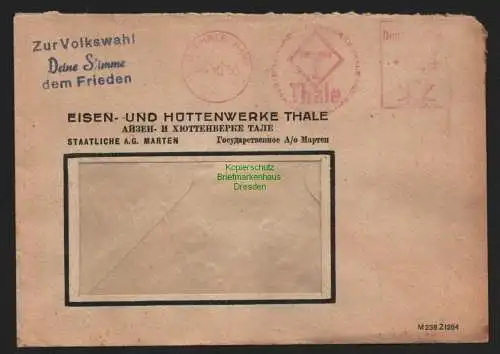 Zur Volkswahl
Deine Stimme
dem Frieden
Thale
EISEN- UND HÜTTENWERKE THALE
АЙЗЕН- И ХЮТТЕНВЕРКЕ ТАЛЕ
STAATLICHE A.G. MARTEN Государственное А/о Мартен
Kopierschutz
Briefmarkenhaus
Dresden
M 238 Z 1264